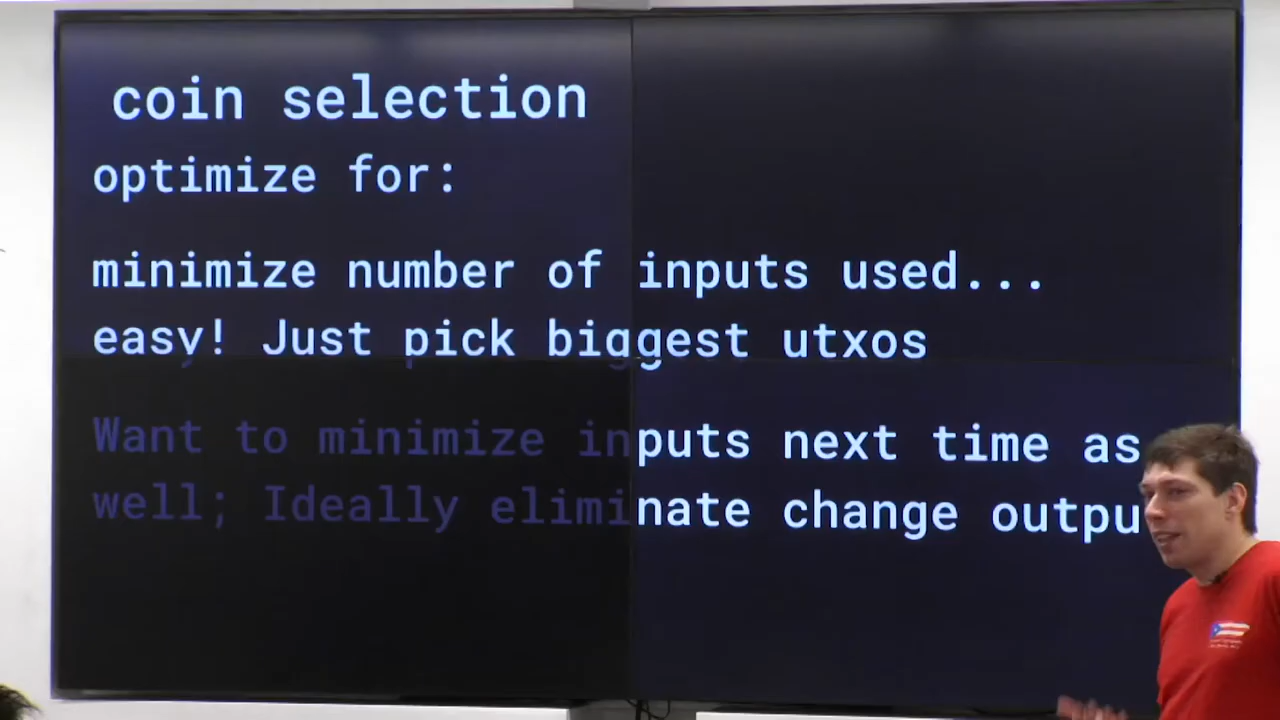 coin selection
optimize for:
minimize number of inputs used...
easy! Just pick biggest utxos
Want to minimize inputs next time as
well; Ideally eliminate change outpu